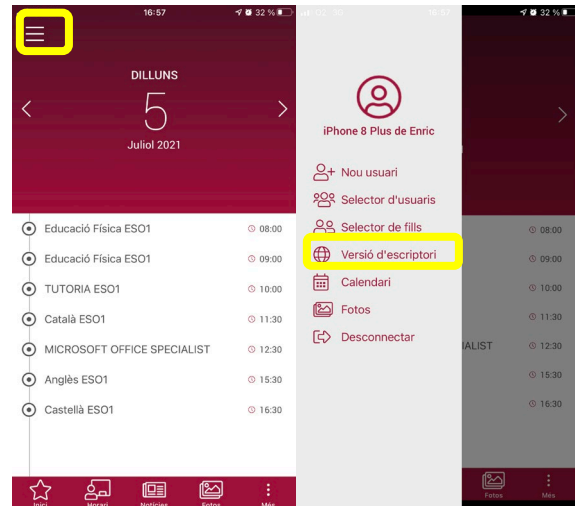 16:57
32 %
DILLUNS
5
Juliol 2021
Educació Física ESO1 08:00
Educació Física ESO1 09:00
TUTORIA ESO1 10:00
Català ESO1 11:30
MICROSOFT OFFICE SPECIALIST 12:30
Anglès ESO1 15:30
Castellà ESO1 16:30
Inici Horari Notícies Fotos Més
16:57
32 %
iPhone 8 Plus de Enric
Nou usuari
Selector d'usuaris
Selector de fills
Versió d'escriptori
Calendari
Fotos
Desconnectar
08:00
09:00
10:00
11:30
IALIST 12:30
15:30
16:30
Fotos Més